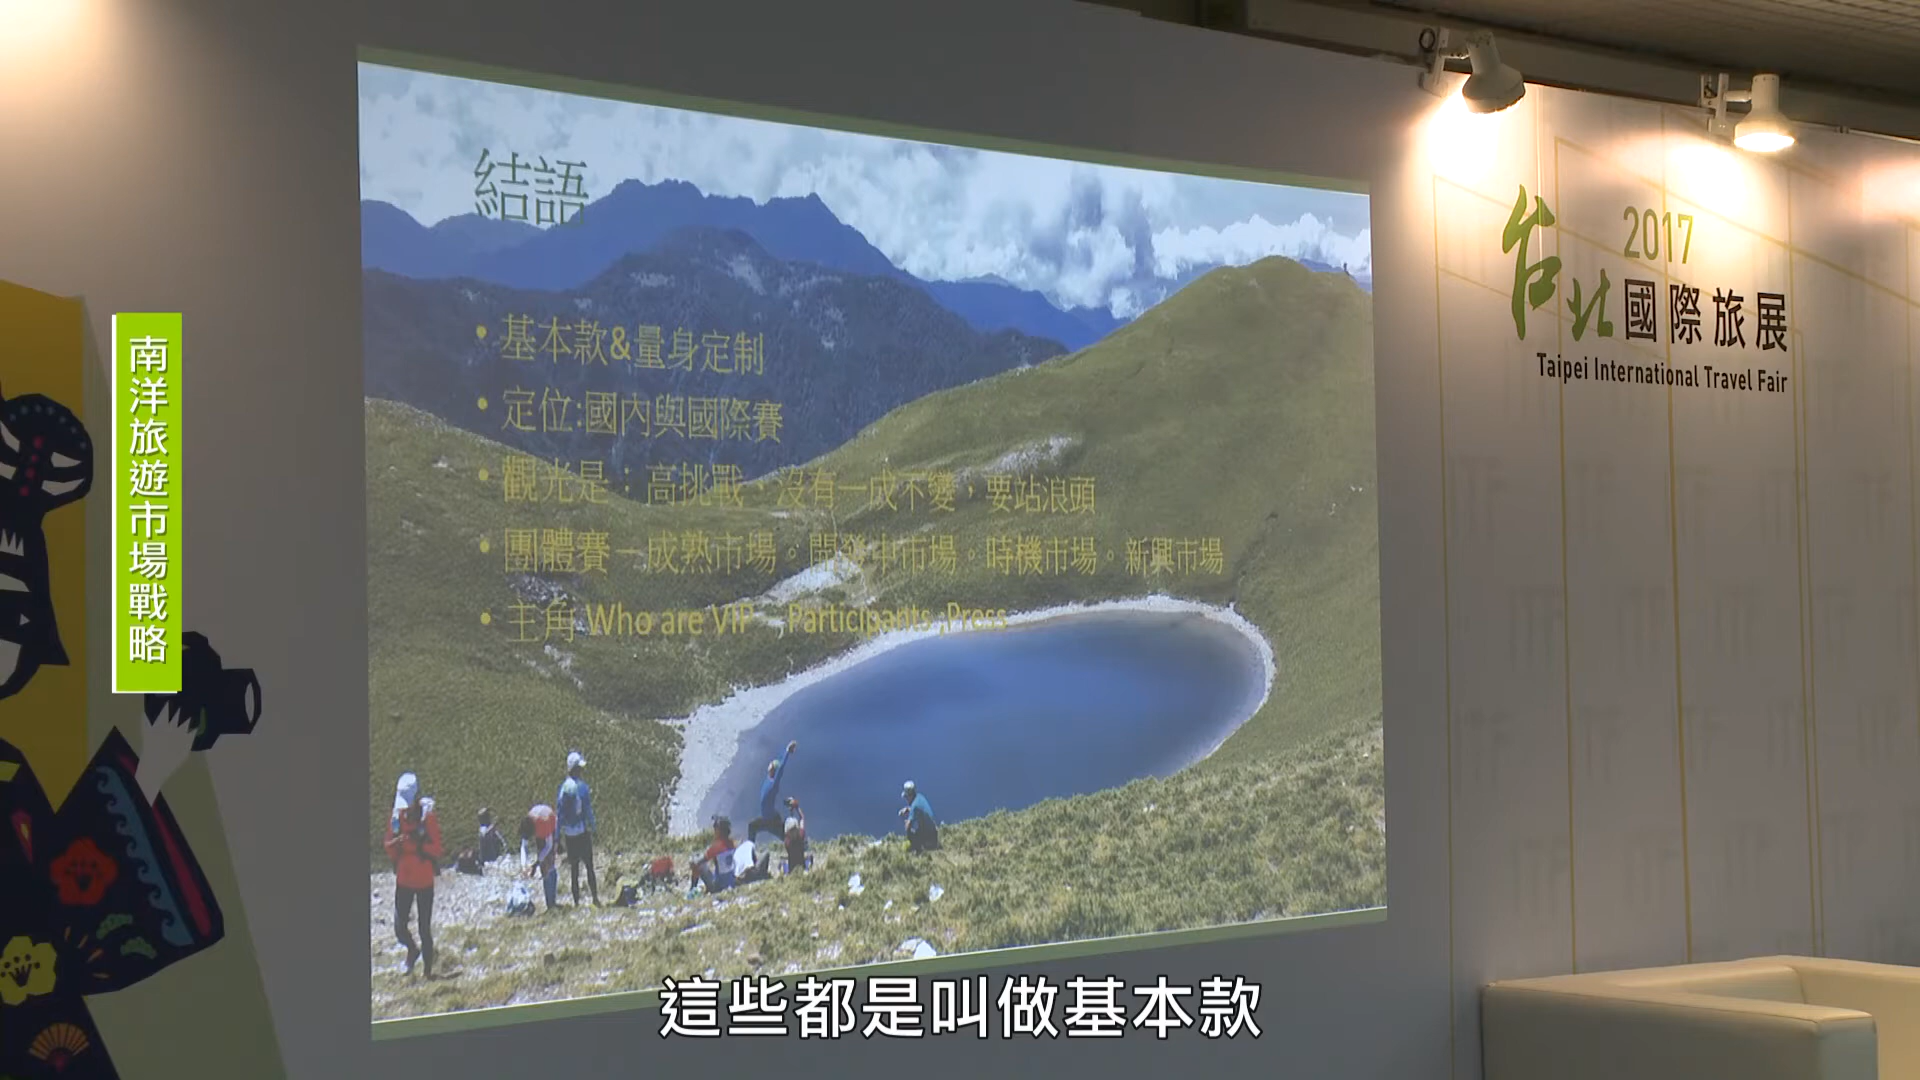 結語
• 基本款&量身定制
• 定位:國內與國際賽
• 觀光是：高挑戰、沒有一成不變，要站浪頭
• 團體賽－成熟市場。開發中市場。時機市場。新興市場
• 主角 Who are VIP、Participants ,Press
2017
台北國際旅展
Taipei International Travel Fair
南洋旅遊市場戰略
這些都是叫做基本款